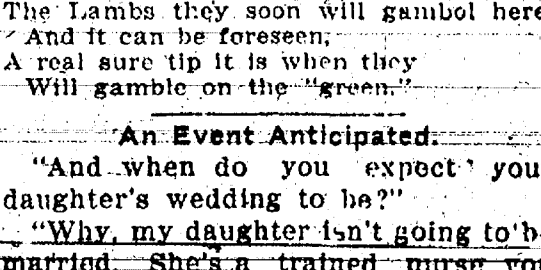 The Lambs they soon will gambol here
And it can be foreseen,
A real sure tip it is when they
Will gamble on the "green."
An Event Anticipated.
"And when do you expect you
daughter's wedding to be?"
"Why, my daughter isn't going to b
married. She's a trained nurse